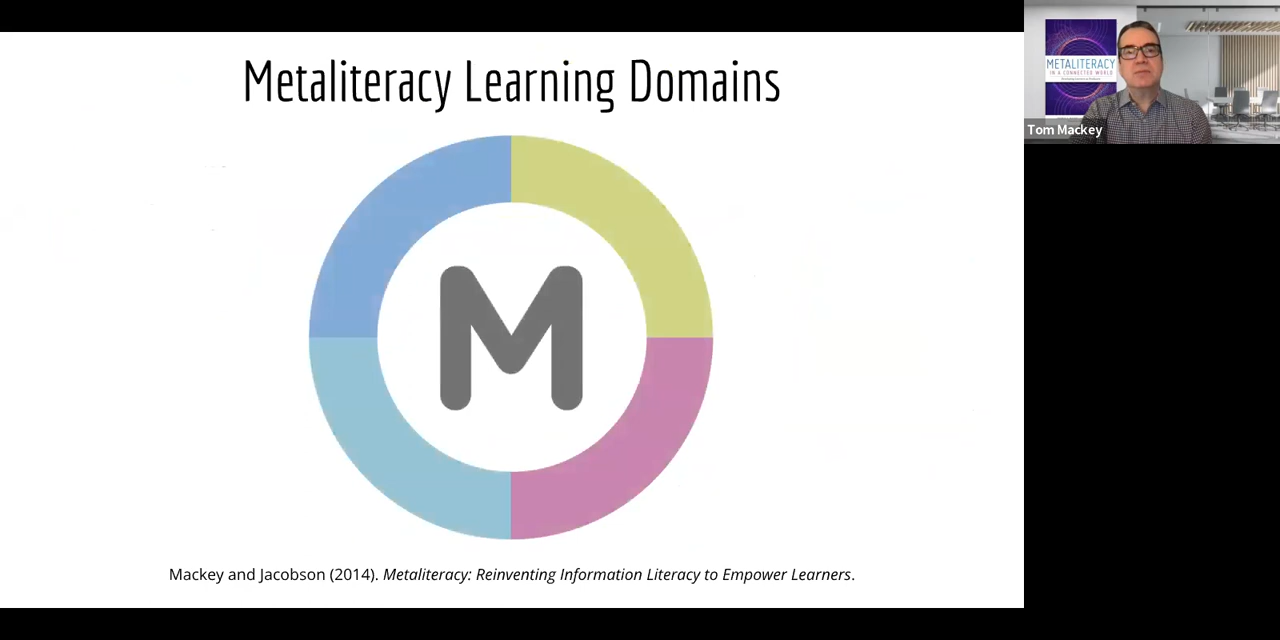 Metaliteracy Learning Domains
M
Mackey and Jacobson (2014). Metaliteracy: Reinventing Information Literacy to Empower Learners.
METALITERACY
IN A CONNECTED WORLD
Tom Mackey